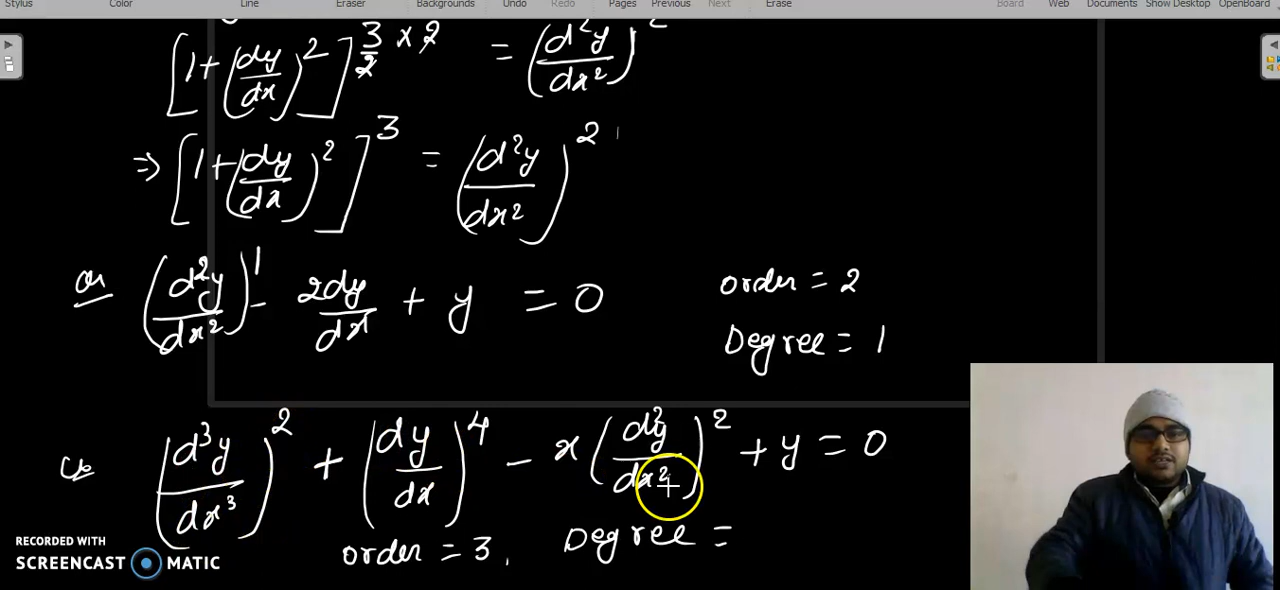 Stylus Color Line Eraser Backgrounds Undo Redo Pages Previous Next Erase Board Web Documents Show Desktop OpenBoard
[1+(dy/dx)^2]^(3/2 × 2) = (d²y/dx²)^2
⇒ [1+(dy/dx)^2]^3 = (d²y/dx²)^2
(d²y/dx²)^1 - 2dy/dx + y = 0
order = 2
Degree = 1
(d³y/dx³)^2 + (dy/dx)^4 - x(d²y/dx²)^2 + y = 0
order = 3, Degree =
RECORDED WITH
SCREENCAST MATIC